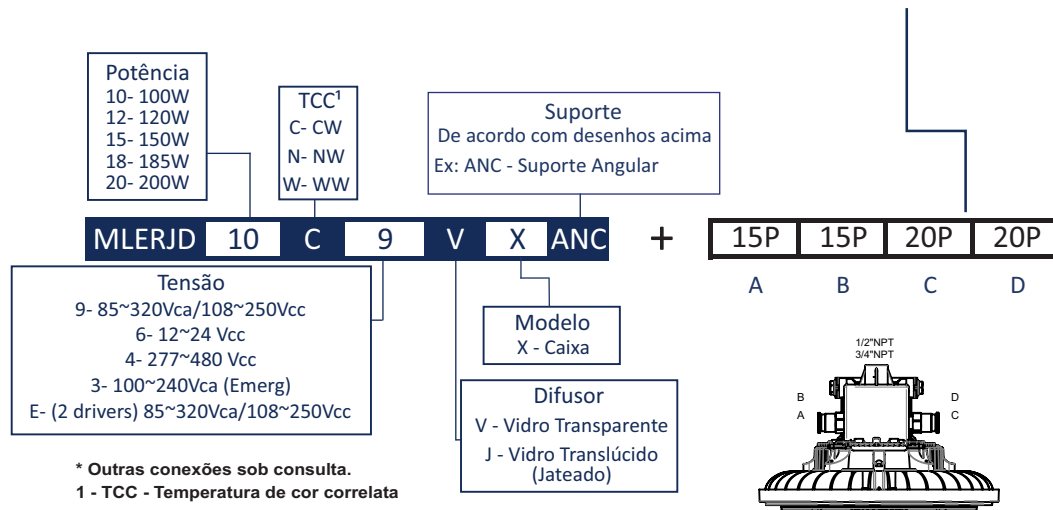 Potência
10- 100W
12- 120W
15- 150W
18- 185W
20- 200W
TCC¹
C- CW
N- NW
W- WW
Suporte
De acordo com desenhos acima
Ex: ANC - Suporte Angular
MLERJD 10 C 9 V X ANC + 15P 15P 20P 20P
A B C D
Tensão
9- 85~320Vca/108~250Vcc
6- 12~24 Vcc
4- 277~480 Vcc
3- 100~240Vca (Emerg)
E- (2 drivers) 85~320Vca/108~250Vcc
Modelo
X - Caixa
Difusor
V - Vidro Transparente
J - Vidro Translúcido
(Jateado)
1/2"NPT
3/4"NPT
B D
A C
* Outras conexões sob consulta.
1 - TCC - Temperatura de cor correlata